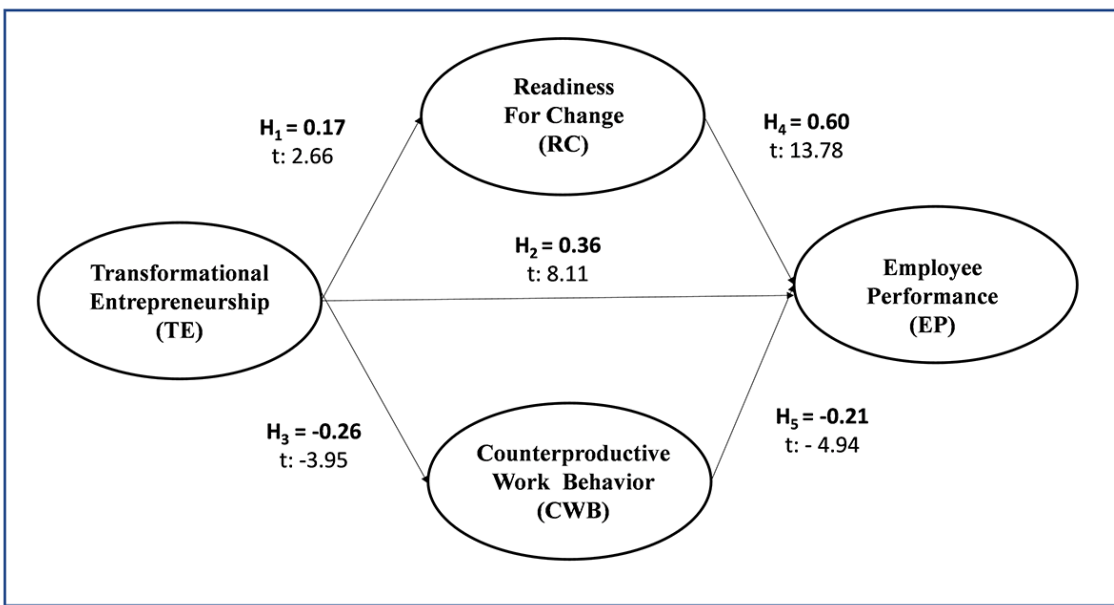 Readiness
For Change
(RC)
H₁ = 0.17
t: 2.66
H₄ = 0.60
t: 13.78
Transformational
Entrepreneurship
(TE)
H₂ = 0.36
t: 8.11
Employee
Performance
(EP)
H₃ = -0.26
t: -3.95
Counterproductive
Work Behavior
(CWB)
H₅ = -0.21
t: - 4.94